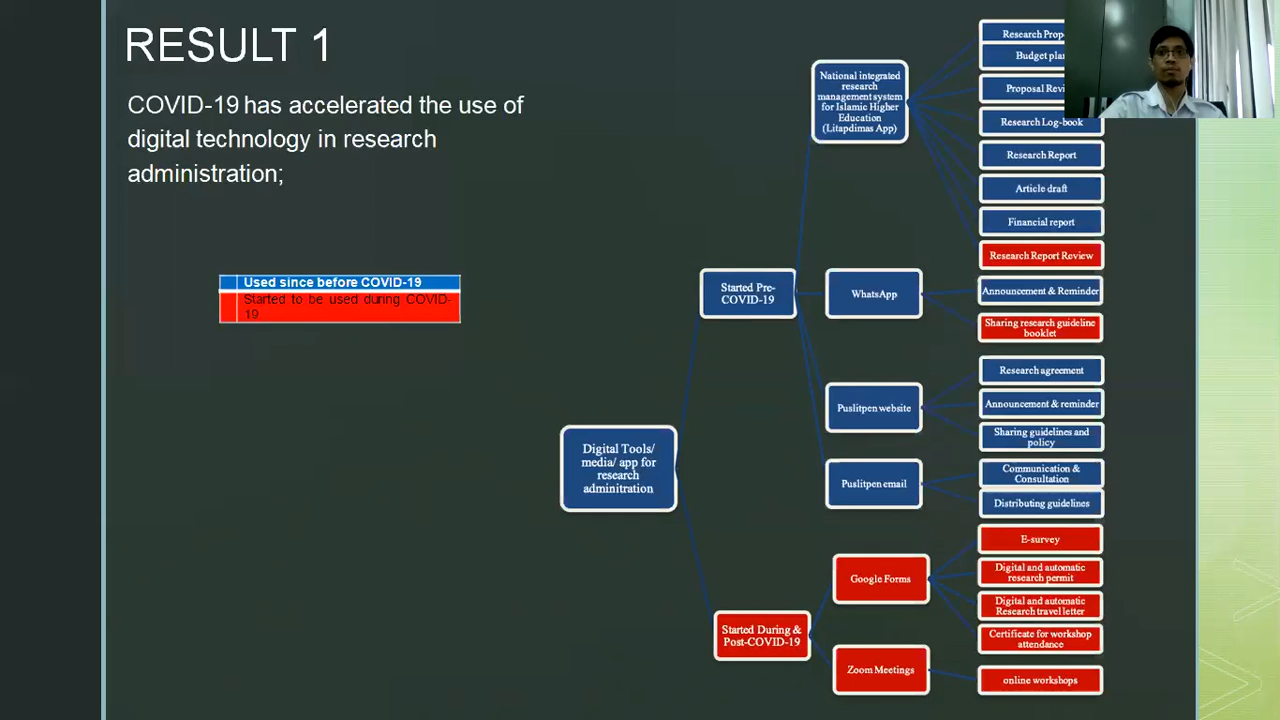 RESULT 1
COVID-19 has accelerated the use of
digital technology in research
administration;
Used since before COVID-19
Started to be used during COVID-
19
Digital Tools/
media/ app for
research
adminitration
Started Pre-
COVID-19
National integrated
research
management system
for Islamic Higher
Education
(Litapdimas App)
Research
Budget
Proposal
Research Log-book
Research Report
Article draft
Financial report
Research Report Review
WhatsApp
Announcement & Reminder
Sharing research guideline
booklet
Puslitpen website
Research agreement
Announcement & reminder
Sharing guidelines and
policy
Puslitpen email
Communication &
Consultation
Distributing guidelines
Started During &
Post-COVID-19
Google Forms
E-survey
Digital and automatic
research permit
Digital and automatic
Research travel letter
Certificate for workshop
attendance
Zoom Meetings
online workshops